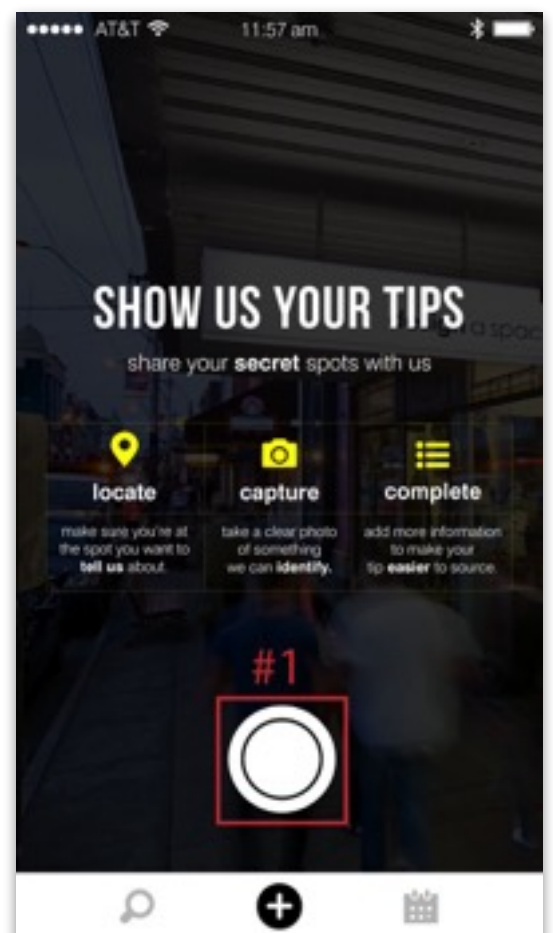 AT&T 11:57 am
SHOW US YOUR TIPS
share your secret spots with us
locate
make sure you're at
the spot you want to
tell us about
capture
take a clear photo
of something
we can identify.
complete
add more information
to make your
tip easier to source.
#1